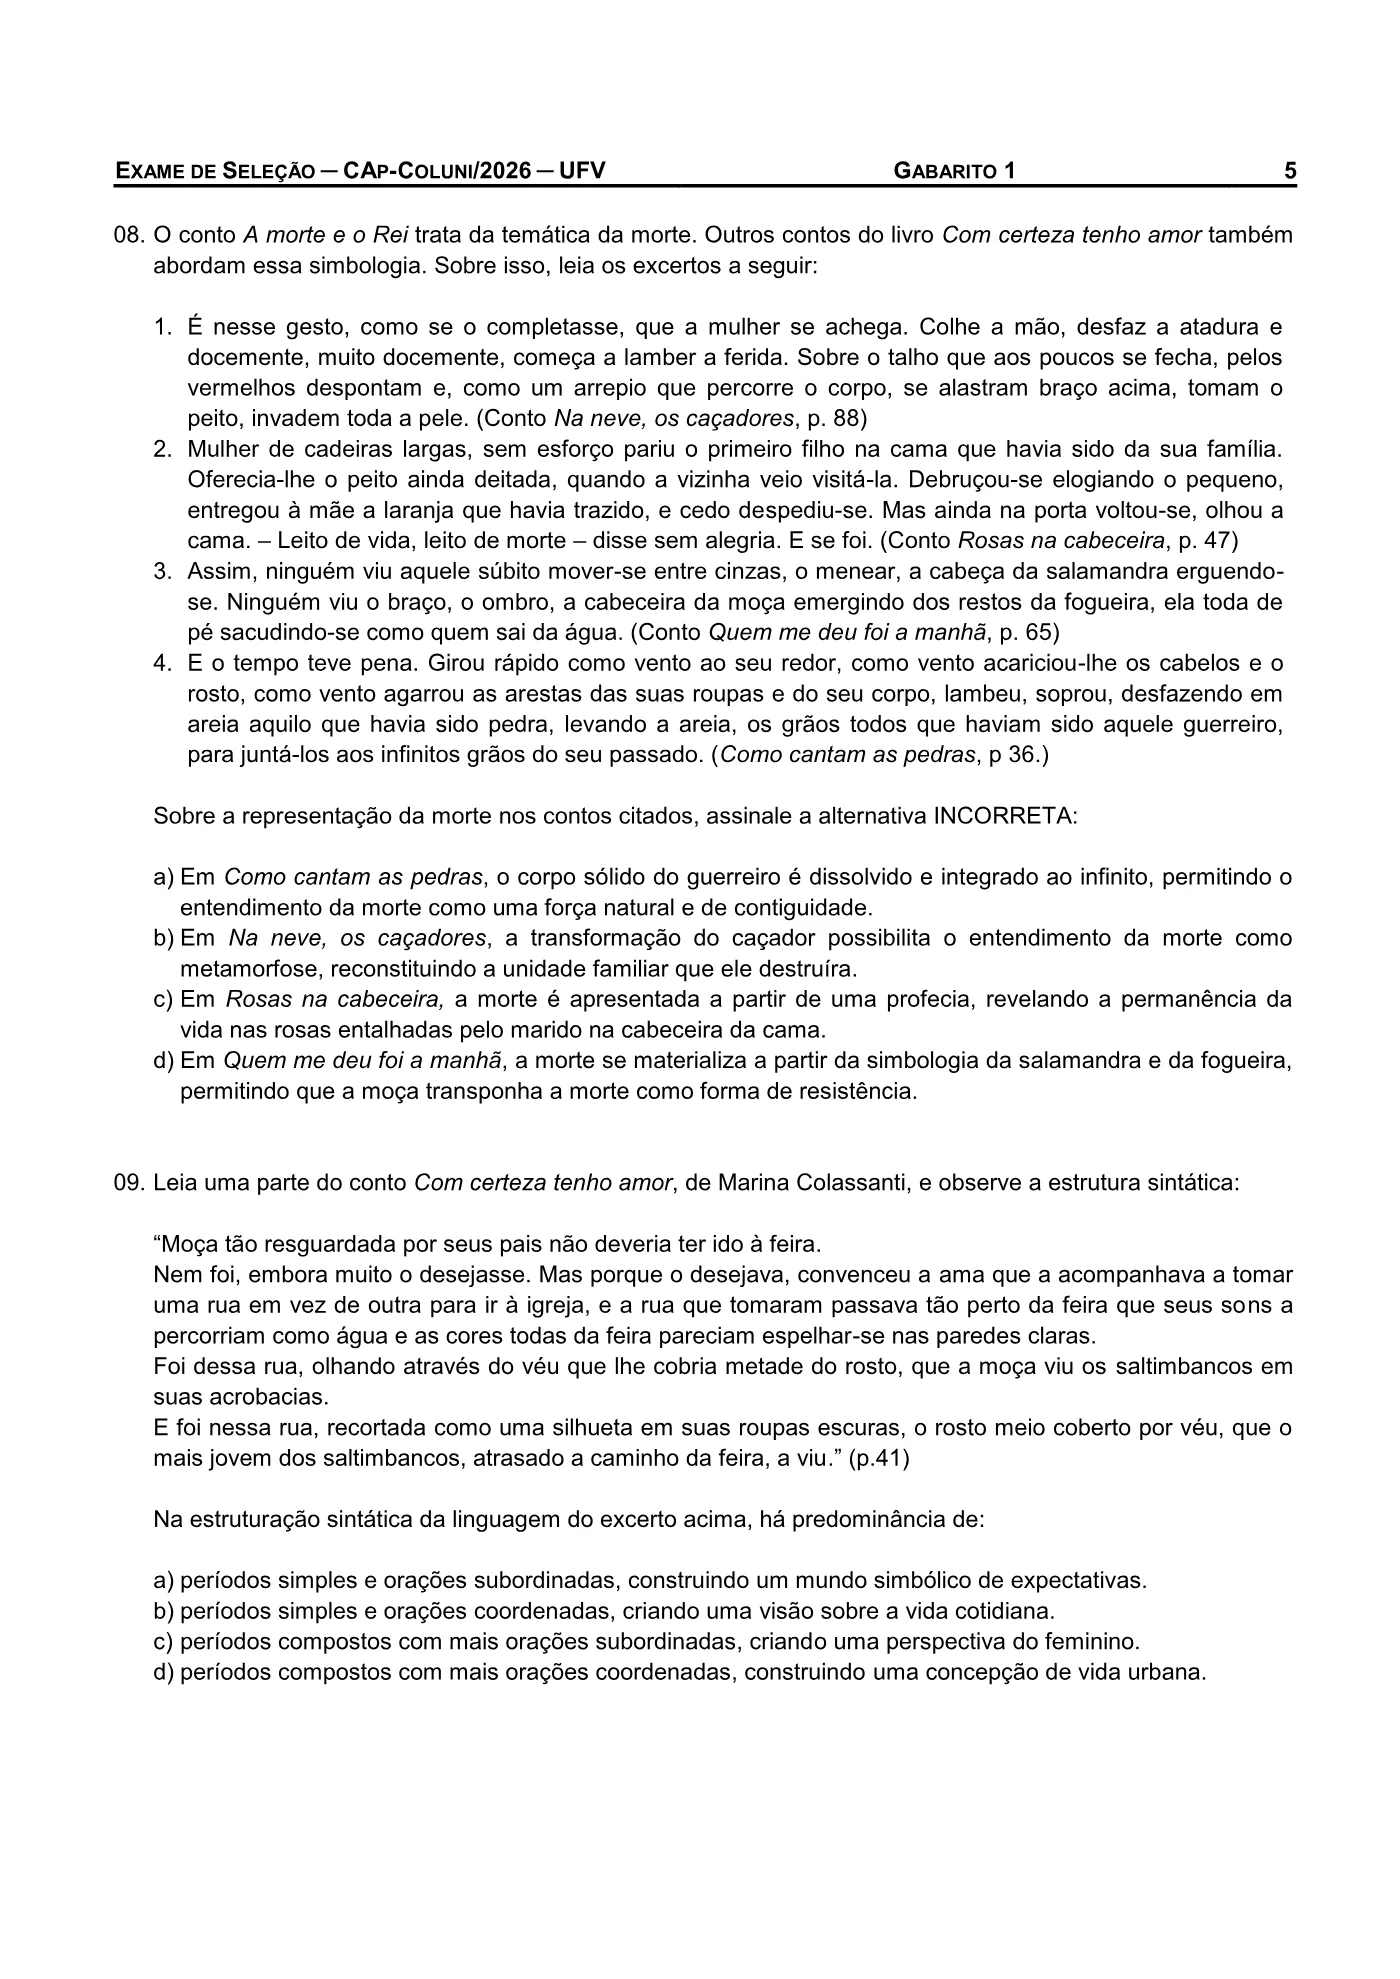 EXAME DE SELEÇÃO — CAP-COLUNI/2026 — UFV GABARITO 1 5
08. O conto A morte e o Rei trata da temática da morte. Outros contos do livro Com certeza tenho amor também
abordam essa simbologia. Sobre isso, leia os excertos a seguir:
1. É nesse gesto, como se o completasse, que a mulher se achega. Colhe a mão, desfaz a atadura e
docemente, muito docemente, começa a lamber a ferida. Sobre o talho que aos poucos se fecha, pelos
vermelhos despontam e, como um arrepio que percorre o corpo, se alastram braço acima, tomam o
peito, invadem toda a pele. (Conto Na neve, os caçadores, p. 88)
2. Mulher de cadeiras largas, sem esforço pariu o primeiro filho na cama que havia sido da sua família.
Oferecia-lhe o peito ainda deitada, quando a vizinha veio visitá-la. Debruçou-se elogiando o pequeno,
entregou à mãe a laranja que havia trazido, e cedo despediu-se. Mas ainda na porta voltou-se, olhou a
cama. – Leito de vida, leito de morte – disse sem alegria. E se foi. (Conto Rosas na cabeceira, p. 47)
3. Assim, ninguém viu aquele súbito mover-se entre cinzas, o menear, a cabeça da salamandra erguendo-
se. Ninguém viu o braço, o ombro, a cabeceira da moça emergindo dos restos da fogueira, ela toda de
pé sacudindo-se como quem sai da água. (Conto Quem me deu foi a manhã, p. 65)
4. E o tempo teve pena. Girou rápido como vento ao seu redor, como vento acariciou-lhe os cabelos e o
rosto, como vento agarrou as arestas das suas roupas e do seu corpo, lambeu, soprou, desfazendo em
areia aquilo que havia sido pedra, levando a areia, os grãos todos que haviam sido aquele guerreiro,
para juntá-los aos infinitos grãos do seu passado. (Como cantam as pedras, p 36.)
Sobre a representação da morte nos contos citados, assinale a alternativa INCORRETA:
a) Em Como cantam as pedras, o corpo sólido do guerreiro é dissolvido e integrado ao infinito, permitindo o
entendimento da morte como uma força natural e de contiguidade.
b) Em Na neve, os caçadores, a transformação do caçador possibilita o entendimento da morte como
metamorfose, reconstituindo a unidade familiar que ele destruíra.
c) Em Rosas na cabeceira, a morte é apresentada a partir de uma profecia, revelando a permanência da
vida nas rosas entalhadas pelo marido na cabeceira da cama.
d) Em Quem me deu foi a manhã, a morte se materializa a partir da simbologia da salamandra e da fogueira,
permitindo que a moça transponha a morte como forma de resistência.
09. Leia uma parte do conto Com certeza tenho amor, de Marina Colassanti, e observe a estrutura sintática:
“Moça tão resguardada por seus pais não deveria ter ido à feira.
Nem foi, embora muito o desejasse. Mas porque o desejava, convenceu a ama que a acompanhava a tomar
uma rua em vez de outra para ir à igreja, e a rua que tomaram passava tão perto da feira que seus sons a
percorriam como água e as cores todas da feira pareciam espelhar-se nas paredes claras.
Foi dessa rua, olhando através do véu que lhe cobria metade do rosto, que a moça viu os saltimbancos em
suas acrobacias.
E foi nessa rua, recortada como uma silhueta em suas roupas escuras, o rosto meio coberto por véu, que o
mais jovem dos saltimbancos, atrasado a caminho da feira, a viu.” (p.41)
Na estruturação sintática da linguagem do excerto acima, há predominância de:
a) períodos simples e orações subordinadas, construindo um mundo simbólico de expectativas.
b) períodos simples e orações coordenadas, criando uma visão sobre a vida cotidiana.
c) períodos compostos com mais orações subordinadas, criando uma perspectiva do feminino.
d) períodos compostos com mais orações coordenadas, construindo uma concepção de vida urbana.